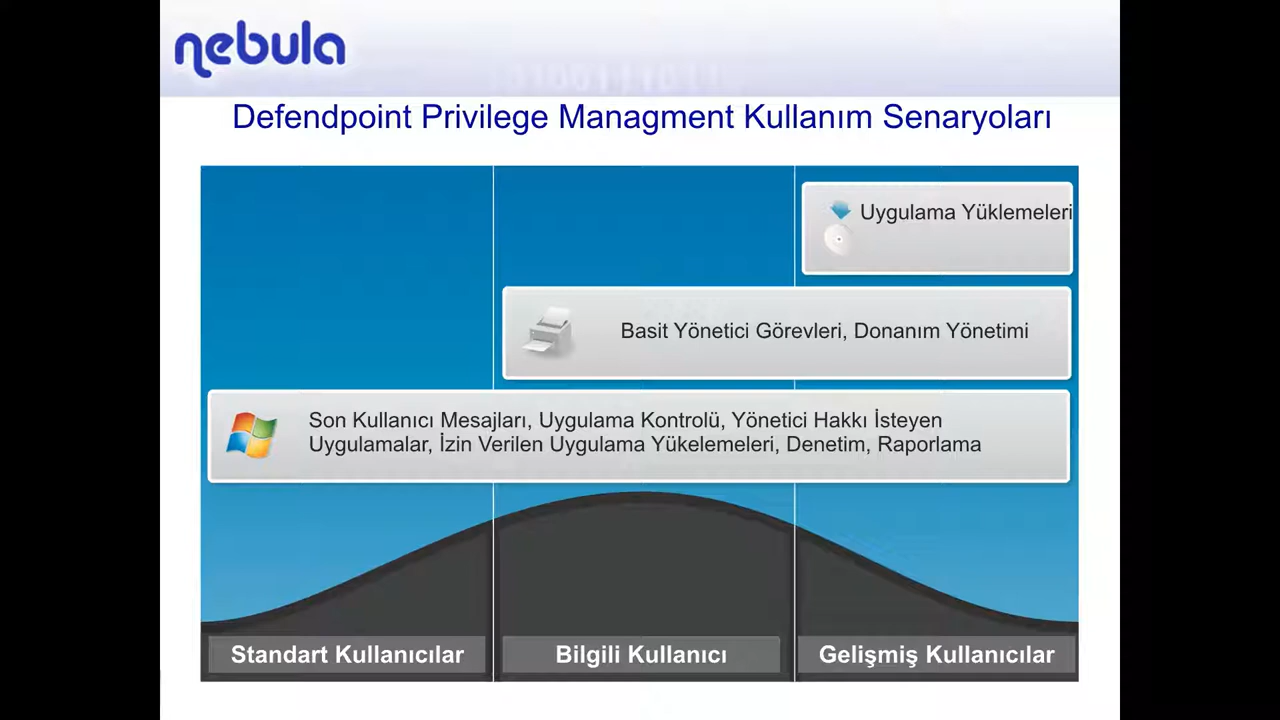 nebula
Defendpoint Privilege Managment Kullanım Senaryoları
Uygulama Yüklemeleri
Basit Yönetici Görevleri, Donanım Yönetimi
Son Kullanıcı Mesajları, Uygulama Kontrolü, Yönetici Hakkı İsteyen
Uygulamalar, İzin Verilen Uygulama Yükelemeleri, Denetim, Raporlama
Standart Kullanıcılar
Bilgili Kullanıcı
Gelişmiş Kullanıcılar